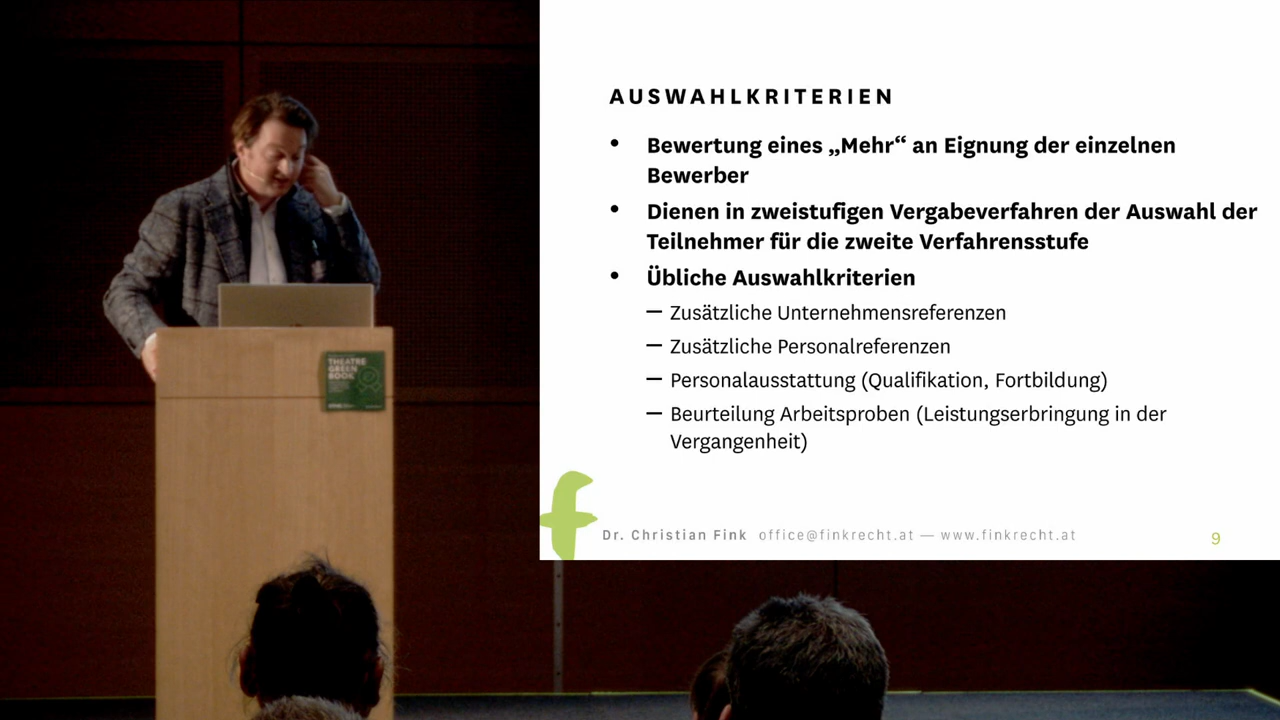 AUSWAHLKRITERIEN
• Bewertung eines „Mehr“ an Eignung der einzelnen
Bewerber
• Dienen in zweistufigen Vergabeverfahren der Auswahl der
Teilnehmer für die zweite Verfahrensstufe
• Übliche Auswahlkriterien
— Zusätzliche Unternehmensreferenzen
— Zusätzliche Personalreferenzen
— Personalausstattung (Qualifikation, Fortbildung)
— Beurteilung Arbeitsproben (Leistungserbringung in der
Vergangenheit)
f
Dr. Christian Fink office@finkrecht.at — www.finkrecht.at
9
THEATRE
GREEN
BOOK